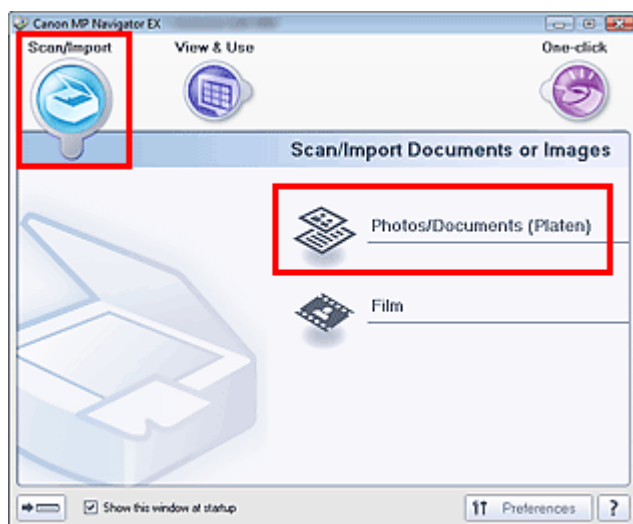 Canon MP Navigator EX
Scan/Import View & Use One-click
Scan/Import Documents or Images
Photos/Documents (Platen)
Film
Show this window at startup Preferences ?